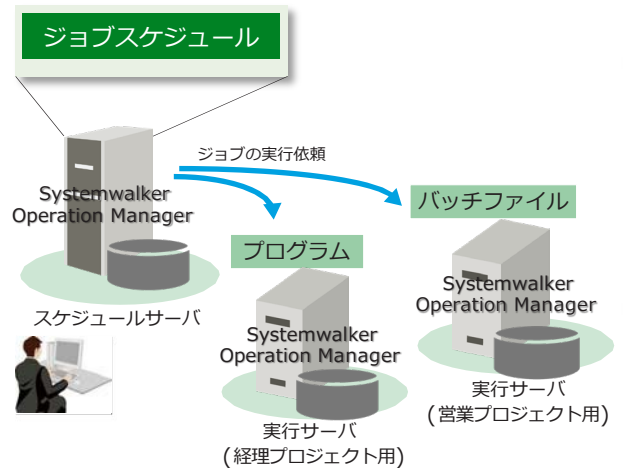 ジョブスケジュール
ジョブの実行依頼
Systemwalker
Operation Manager
スケジュールサーバ
プログラム
Systemwalker
Operation Manager
実行サーバ
(経理プロジェクト用)
バッチファイル
Systemwalker
Operation Manager
実行サーバ
(営業プロジェクト用)